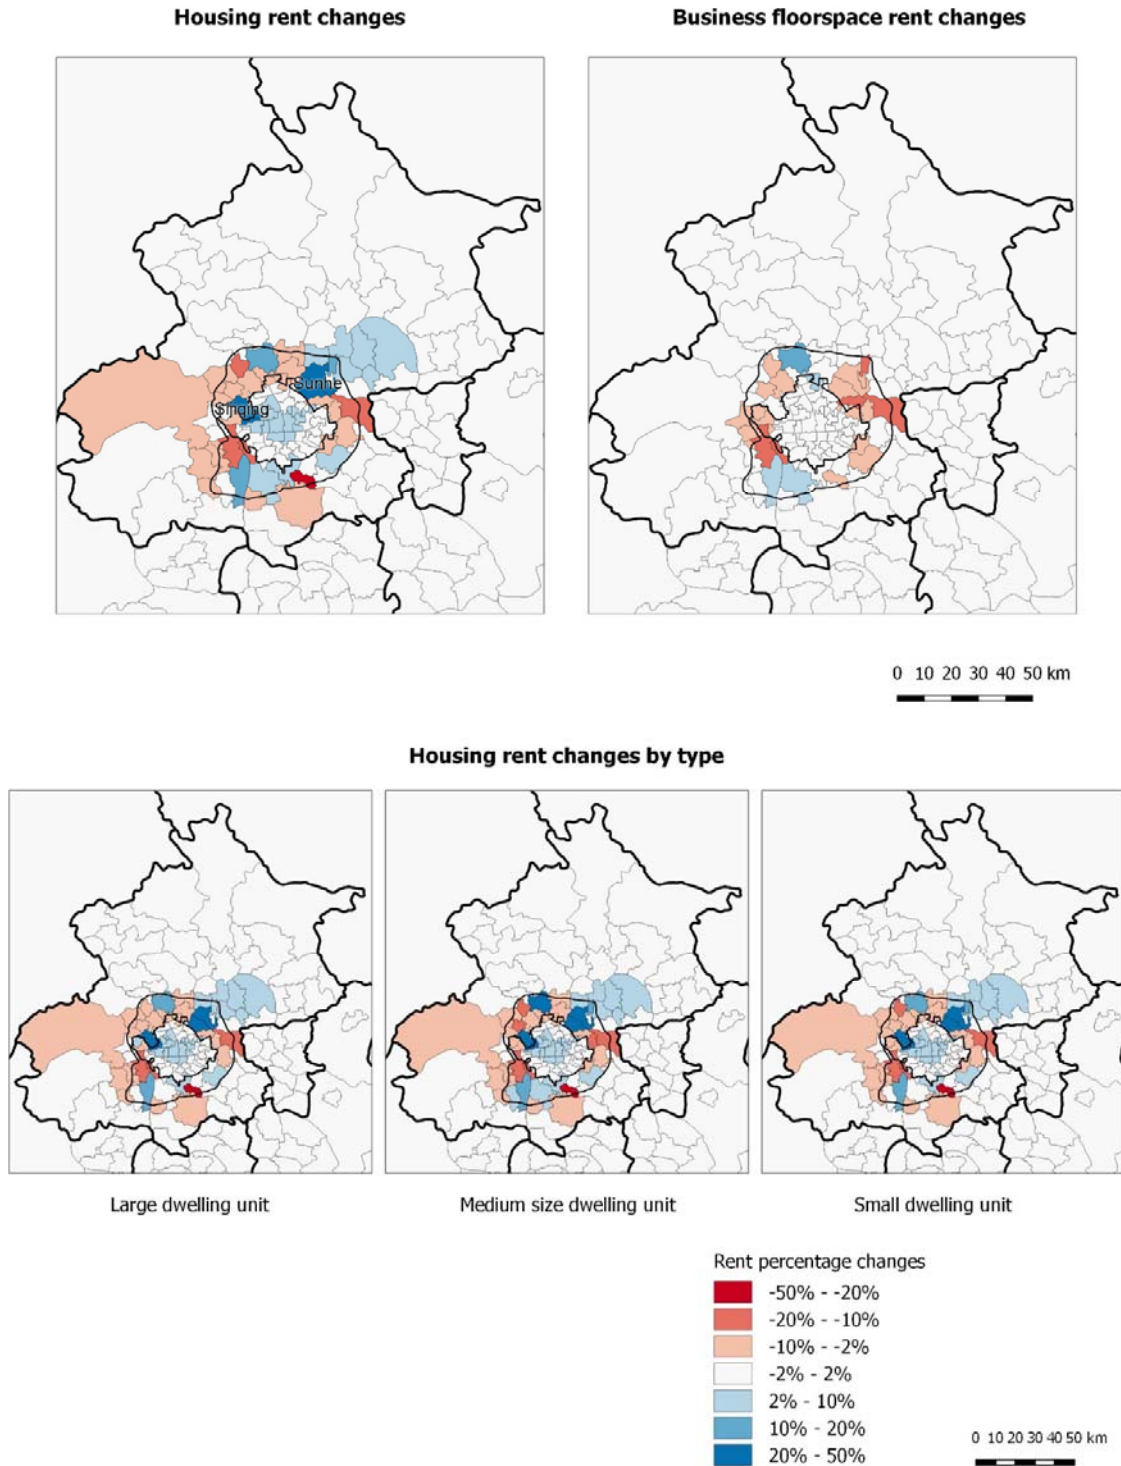 Housing rent changes
Business floorspace rent changes
Sunhe
Shiqing
0 10 20 30 40 50 km
Housing rent changes by type
Large dwelling unit
Medium size dwelling unit
Small dwelling unit
Rent percentage changes
-50% - -20%
-20% - -10%
-10% - -2%
-2% - 2%
2% - 10%
10% - 20%
20% - 50%
0 10 20 30 40 50 km